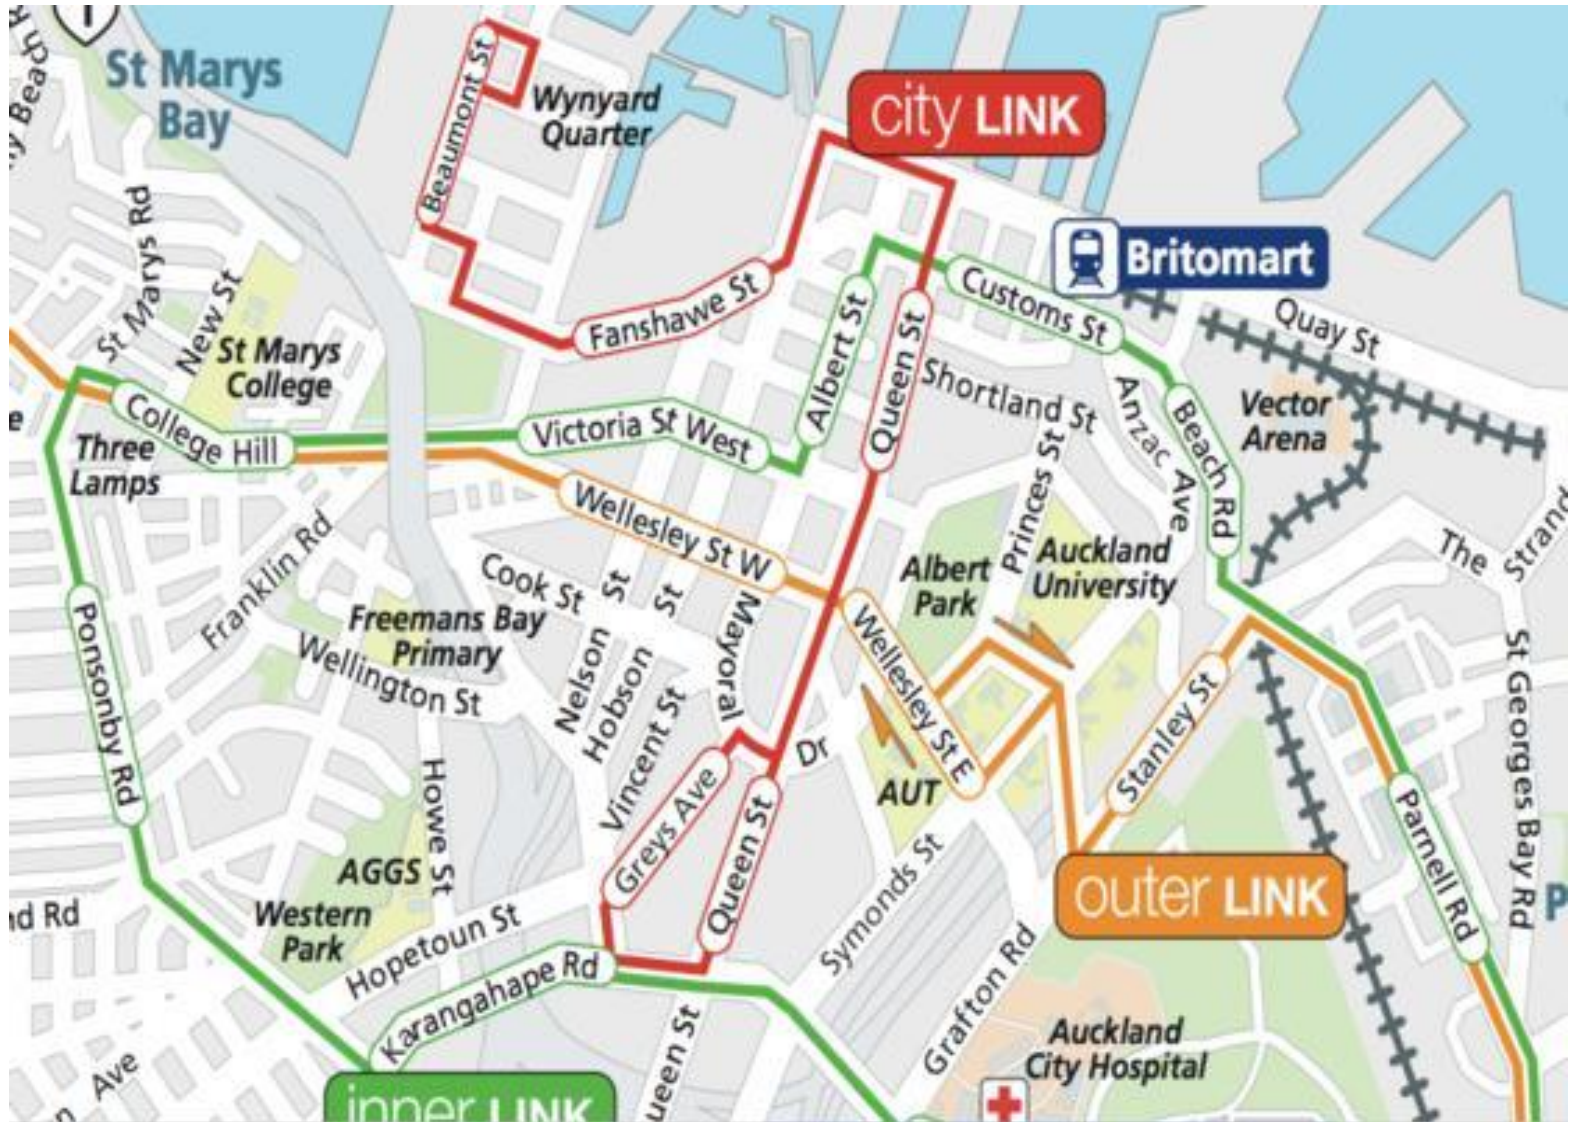 1
St Marys
Bay
Beaumont St
Wynyard
Quarter
city LINK
Britomart
St Marys Rd
New St
St Marys
College
Fanshawe St
Albert St
Queen St
Customs St
Quay St
Shortland St
Anzac Ave
Beach Rd
Vector
Arena
College Hill
Three
Lamps
Victoria St West
Wellesley St W
Princes St
Albert
Park
Auckland
University
The Strand
Franklin Rd
Cook St
Freemans Bay
Primary
Wellington St
Nelson St
Hobson St
Mayoral Dr
Vincent St
Wellesley St E
Stanley St
St Georges Bay Rd
Ponsonby Rd
Howe St
Greys Ave
Queen St
AUT
Parnell Rd
AGGS
Western
Park
Hopetoun St
Symonds St
outer LINK
Karangahape Rd
Grafton Rd
Auckland
City Hospital
inner LINK